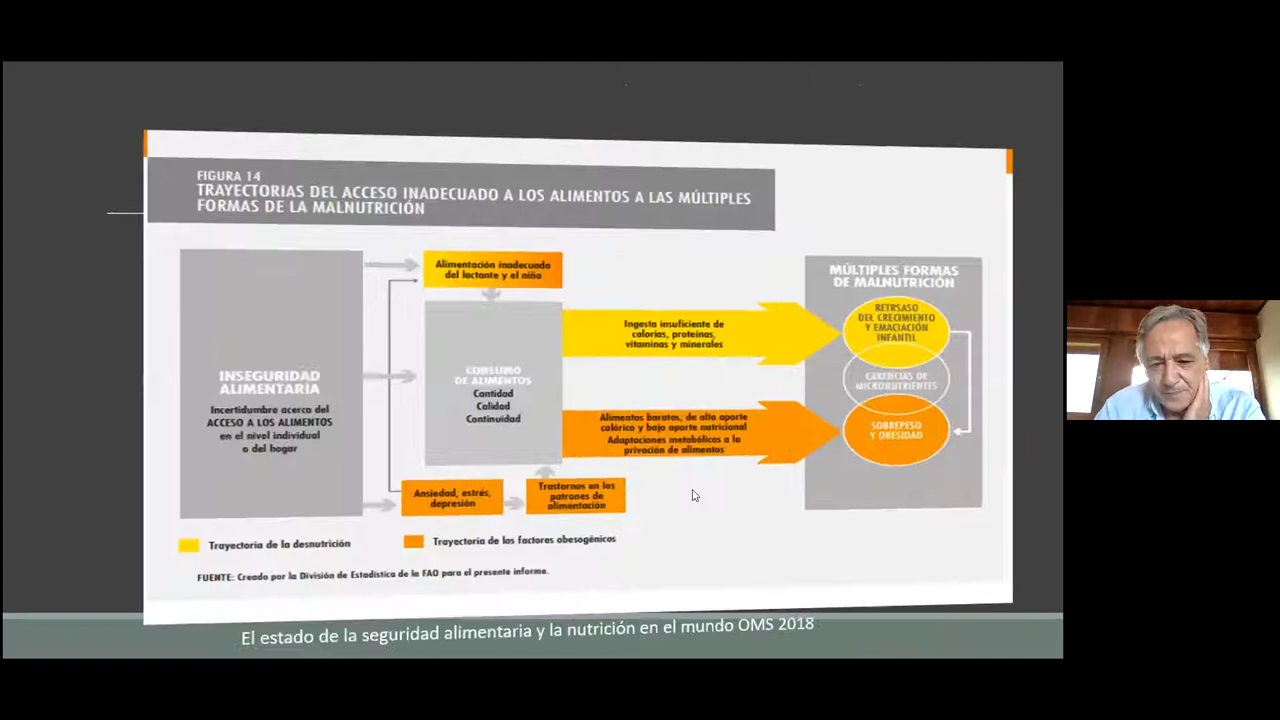 FIGURA 14
TRAYECTORIAS DEL ACCESO INADECUADO A LOS ALIMENTOS A LAS MÚLTIPLES
FORMAS DE LA MALNUTRICIÓN
INSEGURIDAD
ALIMENTARIA
Incertidumbre acerca del
ACCESO A LOS ALIMENTOS
en el nivel individual
o del hogar
Alimentación inadecuada
del lactante y el niño
CONSUMO
DE ALIMENTOS
Cantidad
Calidad
Continuidad
Ansiedad, estrés,
depresión
Trastornos en los
patrones de
alimentación
Ingesta insuficiente de
calorías, proteínas,
vitaminas y minerales
Alimentos baratos, de alto aporte
calórico y bajo aporte nutricional
Adaptaciones metabólicas a la
privación de alimentos
MÚLTIPLES FORMAS
DE MALNUTRICIÓN
RETRSASO
DEL CRECIMIENTO
Y EMACIACIÓN
INFANTIL
CARENCIAS DE
MICRONUTRIENTES
SOBREPESO
Y OBESIDAD
Trayectoria de la desnutrición
Trayectoria de los factores obesogénicos
FUENTE: Creado por la División de Estadística de la FAO para el presente informe.
El estado de la seguridad alimentaria y la nutrición en el mundo OMS 2018